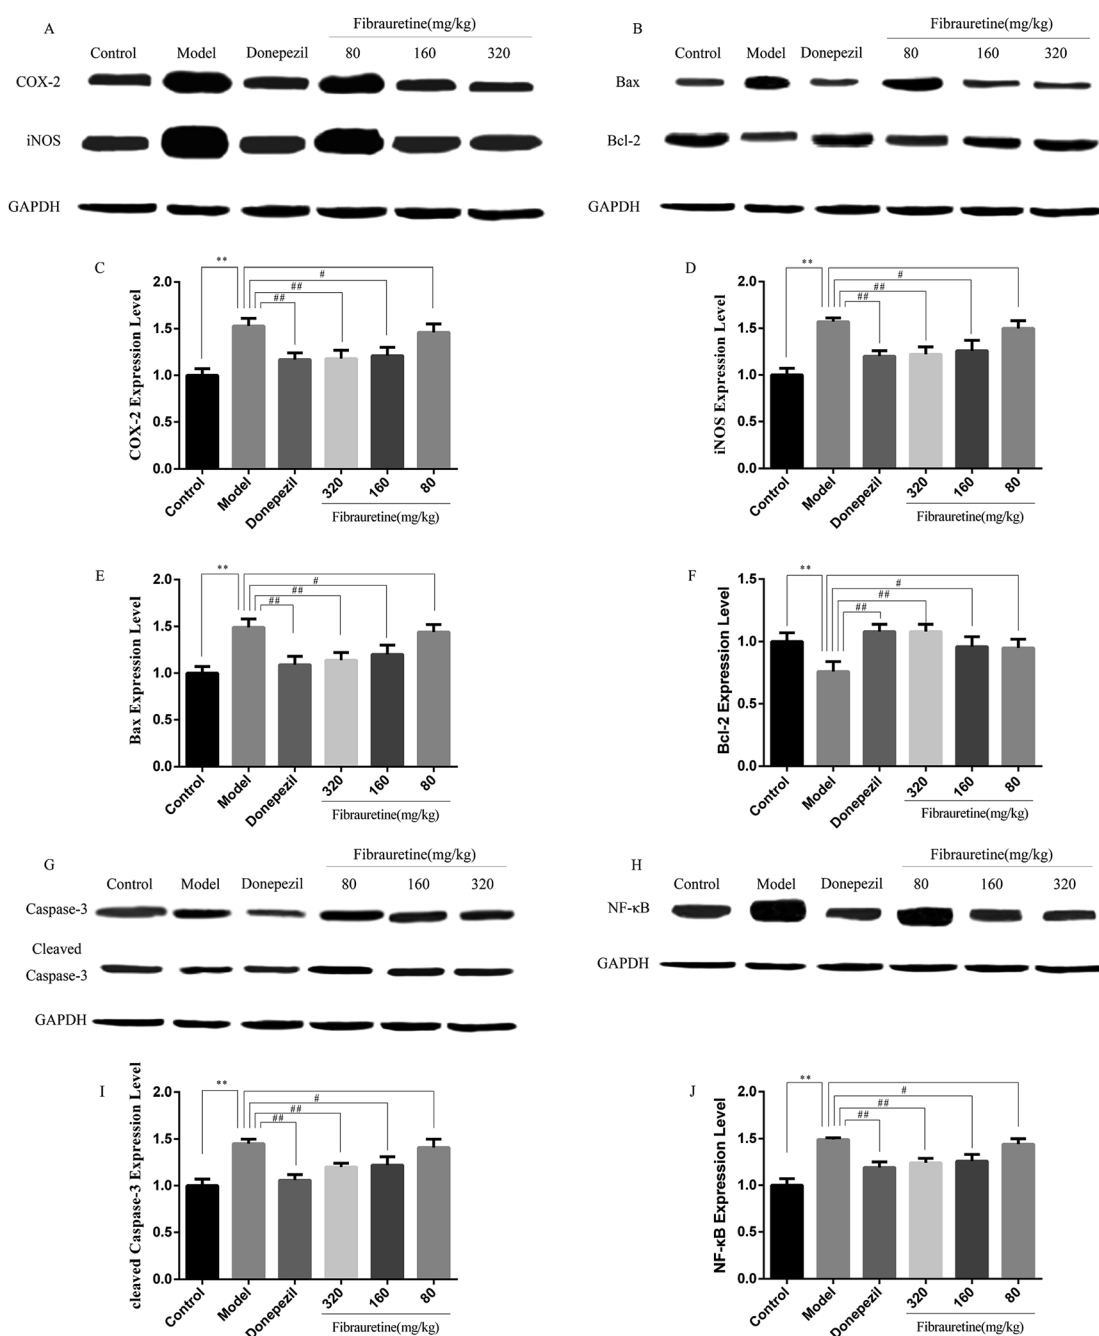 A
Fibrauretine(mg/kg)
Control Model Donepezil 80 160 320
COX-2
iNOS
GAPDH
B
Fibrauretine(mg/kg)
Control Model Donepezil 80 160 320
Bax
Bcl-2
GAPDH
C
COX-2 Expression Level
2.0
1.5
1.0
0.5
0.0
**
##
##
#
Control Model Donepezil 320 160 80
Fibrauretine(mg/kg)
D
iNOS Expression Level
2.0
1.5
1.0
0.5
0.0
**
##
##
#
Control Model Donepezil 320 160 80
Fibrauretine(mg/kg)
E
Bax Expression Level
2.0
1.5
1.0
0.5
0.0
**
##
##
#
Control Model Donepezil 320 160 80
Fibrauretine(mg/kg)
F
Bcl-2 Expression Level
1.5
1.0
0.5
0.0
**
##
##
#
Control Model Donepezil 320 160 80
Fibrauretine(mg/kg)
G
Fibrauretine(mg/kg)
Control Model Donepezil 80 160 320
Caspase-3
Cleaved
Caspase-3
GAPDH
H
Fibrauretine(mg/kg)
Control Model Donepezil 80 160 320
NF-κB
GAPDH
I
cleaved Caspase-3 Expression Level
2.0
1.5
1.0
0.5
0.0
**
##
##
#
Control Model Donepezil 320 160 80
Fibrauretine(mg/kg)
J
NF-κB Expression Level
2.0
1.5
1.0
0.5
0.0
**
##
##
#
Control Model Donepezil 320 160 80
Fibrauretine(mg/kg)